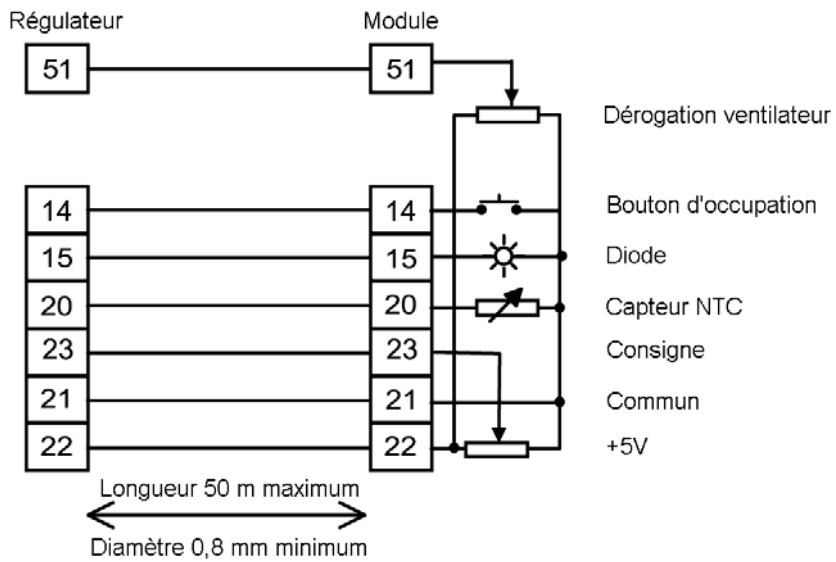 Régulateur Module
51 51
Dérogation ventilateur
14 14 Bouton d'occupation
15 15 Diode
20 20 Capteur NTC
23 23 Consigne
21 21 Commun
22 22 +5V
Longueur 50 m maximum
Diamètre 0,8 mm minimum